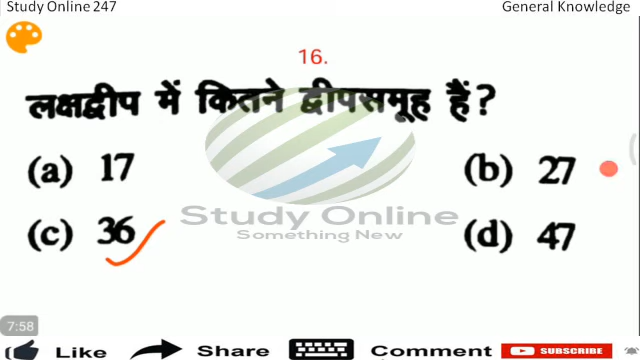 Study Online 247 General Knowledge
16.
लक्षद्वीप में कितने द्वीपसमूह हैं?
(a) 17 (b) 27
(c) 36 (d) 47
Study Online
Something New
7:58
Like Share Comment SUBSCRIBE